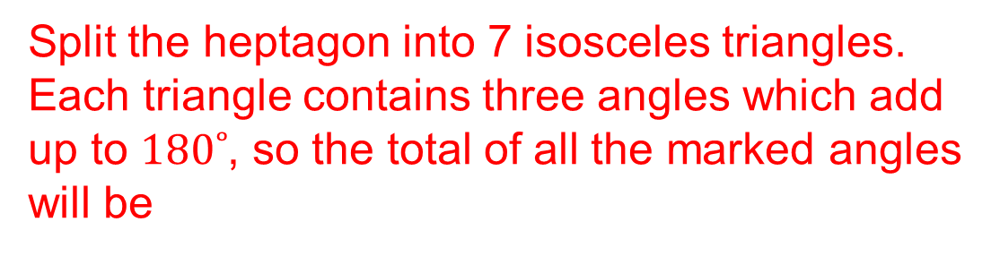 Split the heptagon into 7 isosceles triangles.
Each triangle contains three angles which add
up to 180°, so the total of all the marked angles
will be